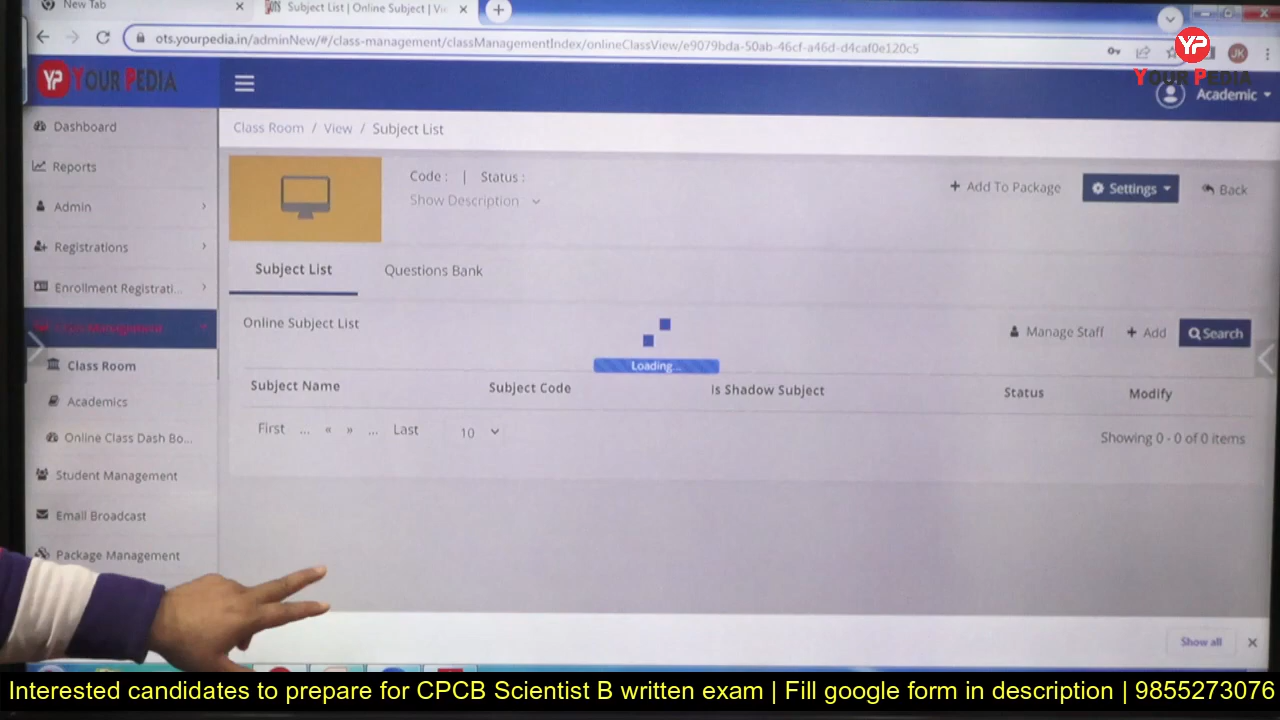 New Tab
Subject List | Online Subject | Vi
ots.yourpedia.in/adminNew/#/class-management/classManagementIndex/onlineClassView/e9079bda-50ab-46cf-a46d-d4caf0e120c5
JK
YP YOUR PEDIA
YP
YOUR PEDIA
Academic
Dashboard
Reports
Admin
Registrations
Enrollment Registrati...
Class Management
Class Room
Academics
Online Class Dash Bo...
Student Management
Email Broadcast
Package Management
Class Room / View / Subject List
Code : | Status :
Show Description
+ Add To Package
Settings
Back
Subject List
Questions Bank
Online Subject List
Manage Staff
+ Add
Search
Loading...
Subject Name Subject Code Is Shadow Subject Status Modify
First ... « » ... Last 10
Showing 0 - 0 of 0 items
Show all
Interested candidates to prepare for CPCB Scientist B written exam | Fill google form in description | 9855273076